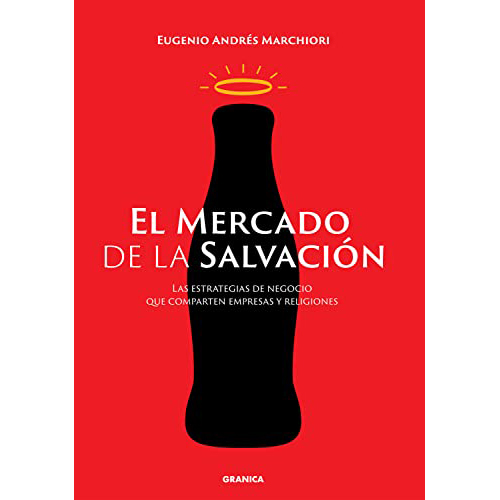 Eugenio Andrés Marchiori
El Mercado
de la Salvación
Las estrategias de negocio
que comparten empresas y religiones
GRANICA